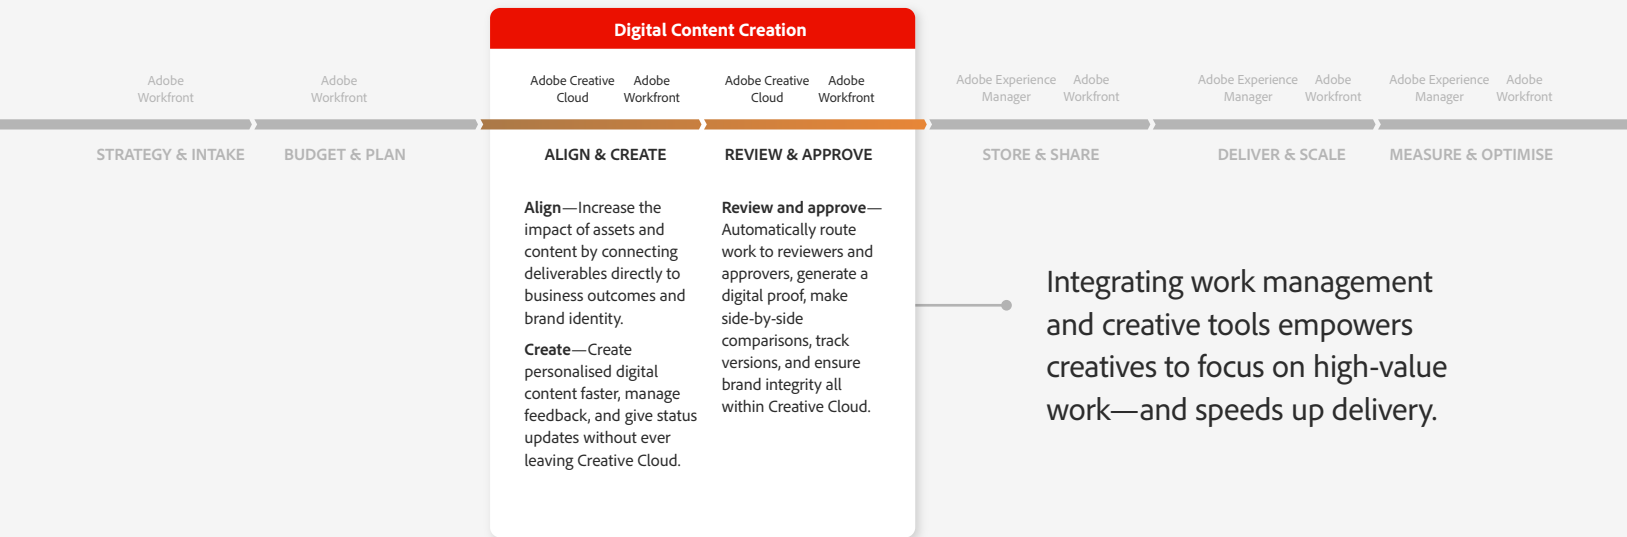 Digital Content Creation
Adobe
Workfront
Adobe
Workfront
Adobe Creative
Cloud
Adobe
Workfront
Adobe Creative
Cloud
Adobe
Workfront
Adobe Experience
Manager
Adobe
Workfront
Adobe Experience
Manager
Adobe
Workfront
Adobe Experience
Manager
Adobe
Workfront
STRATEGY & INTAKE
BUDGET & PLAN
ALIGN & CREATE
REVIEW & APPROVE
STORE & SHARE
DELIVER & SCALE
MEASURE & OPTIMISE
Align—Increase the
impact of assets and
content by connecting
deliverables directly to
business outcomes and
brand identity.
Create—Create
personalised digital
content faster, manage
feedback, and give status
updates without ever
leaving Creative Cloud.
Review and approve—
Automatically route
work to reviewers and
approvers, generate a
digital proof, make
side-by-side
comparisons, track
versions, and ensure
brand integrity all
within Creative Cloud.
Integrating work management
and creative tools empowers
creatives to focus on high-value
work—and speeds up delivery.